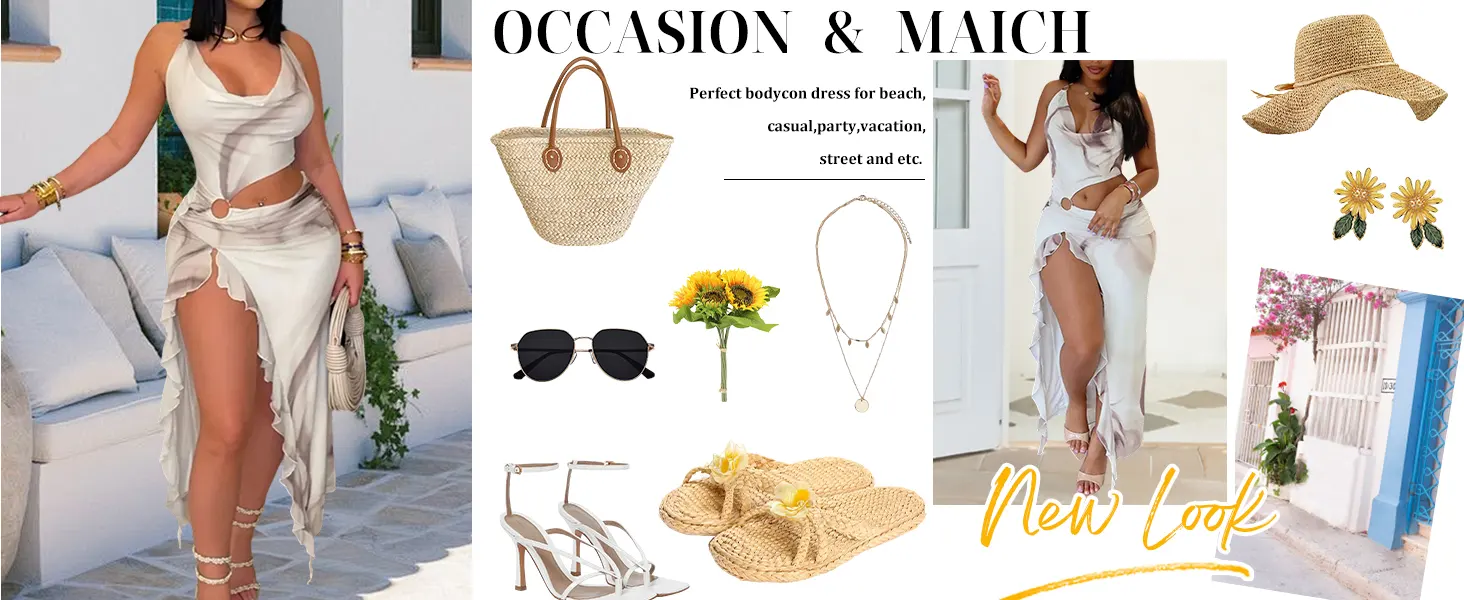 OCCASION & MAICH
Perfect bodycon dress for beach,
casual,party,vacation,
street and etc.
New Look